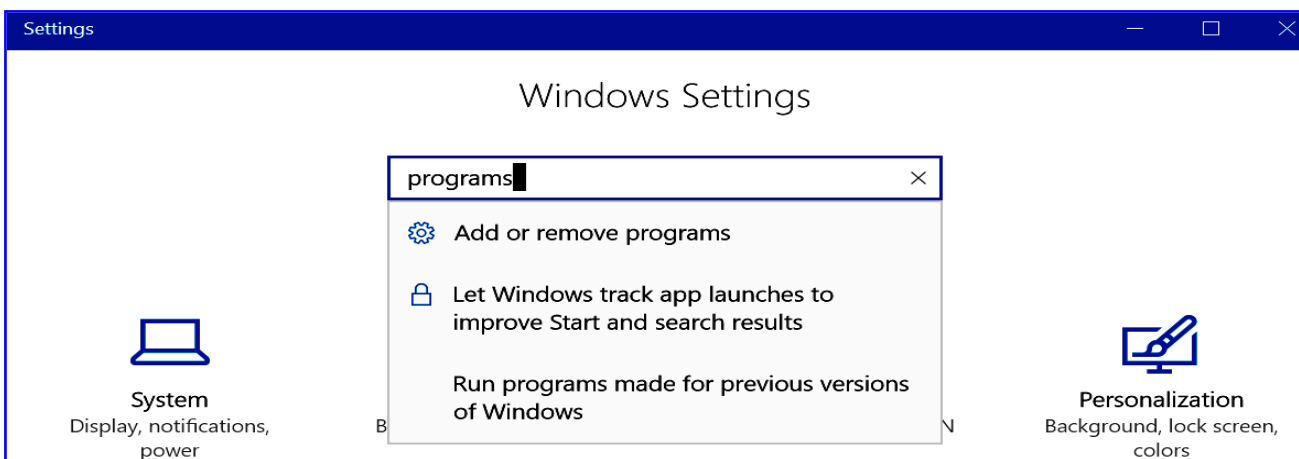 Settings
Windows Settings
programs
Add or remove programs
Let Windows track app launches to
improve Start and search results
Run programs made for previous versions
of Windows
System
Display, notifications,
power
B
N
Personalization
Background, lock screen,
colors